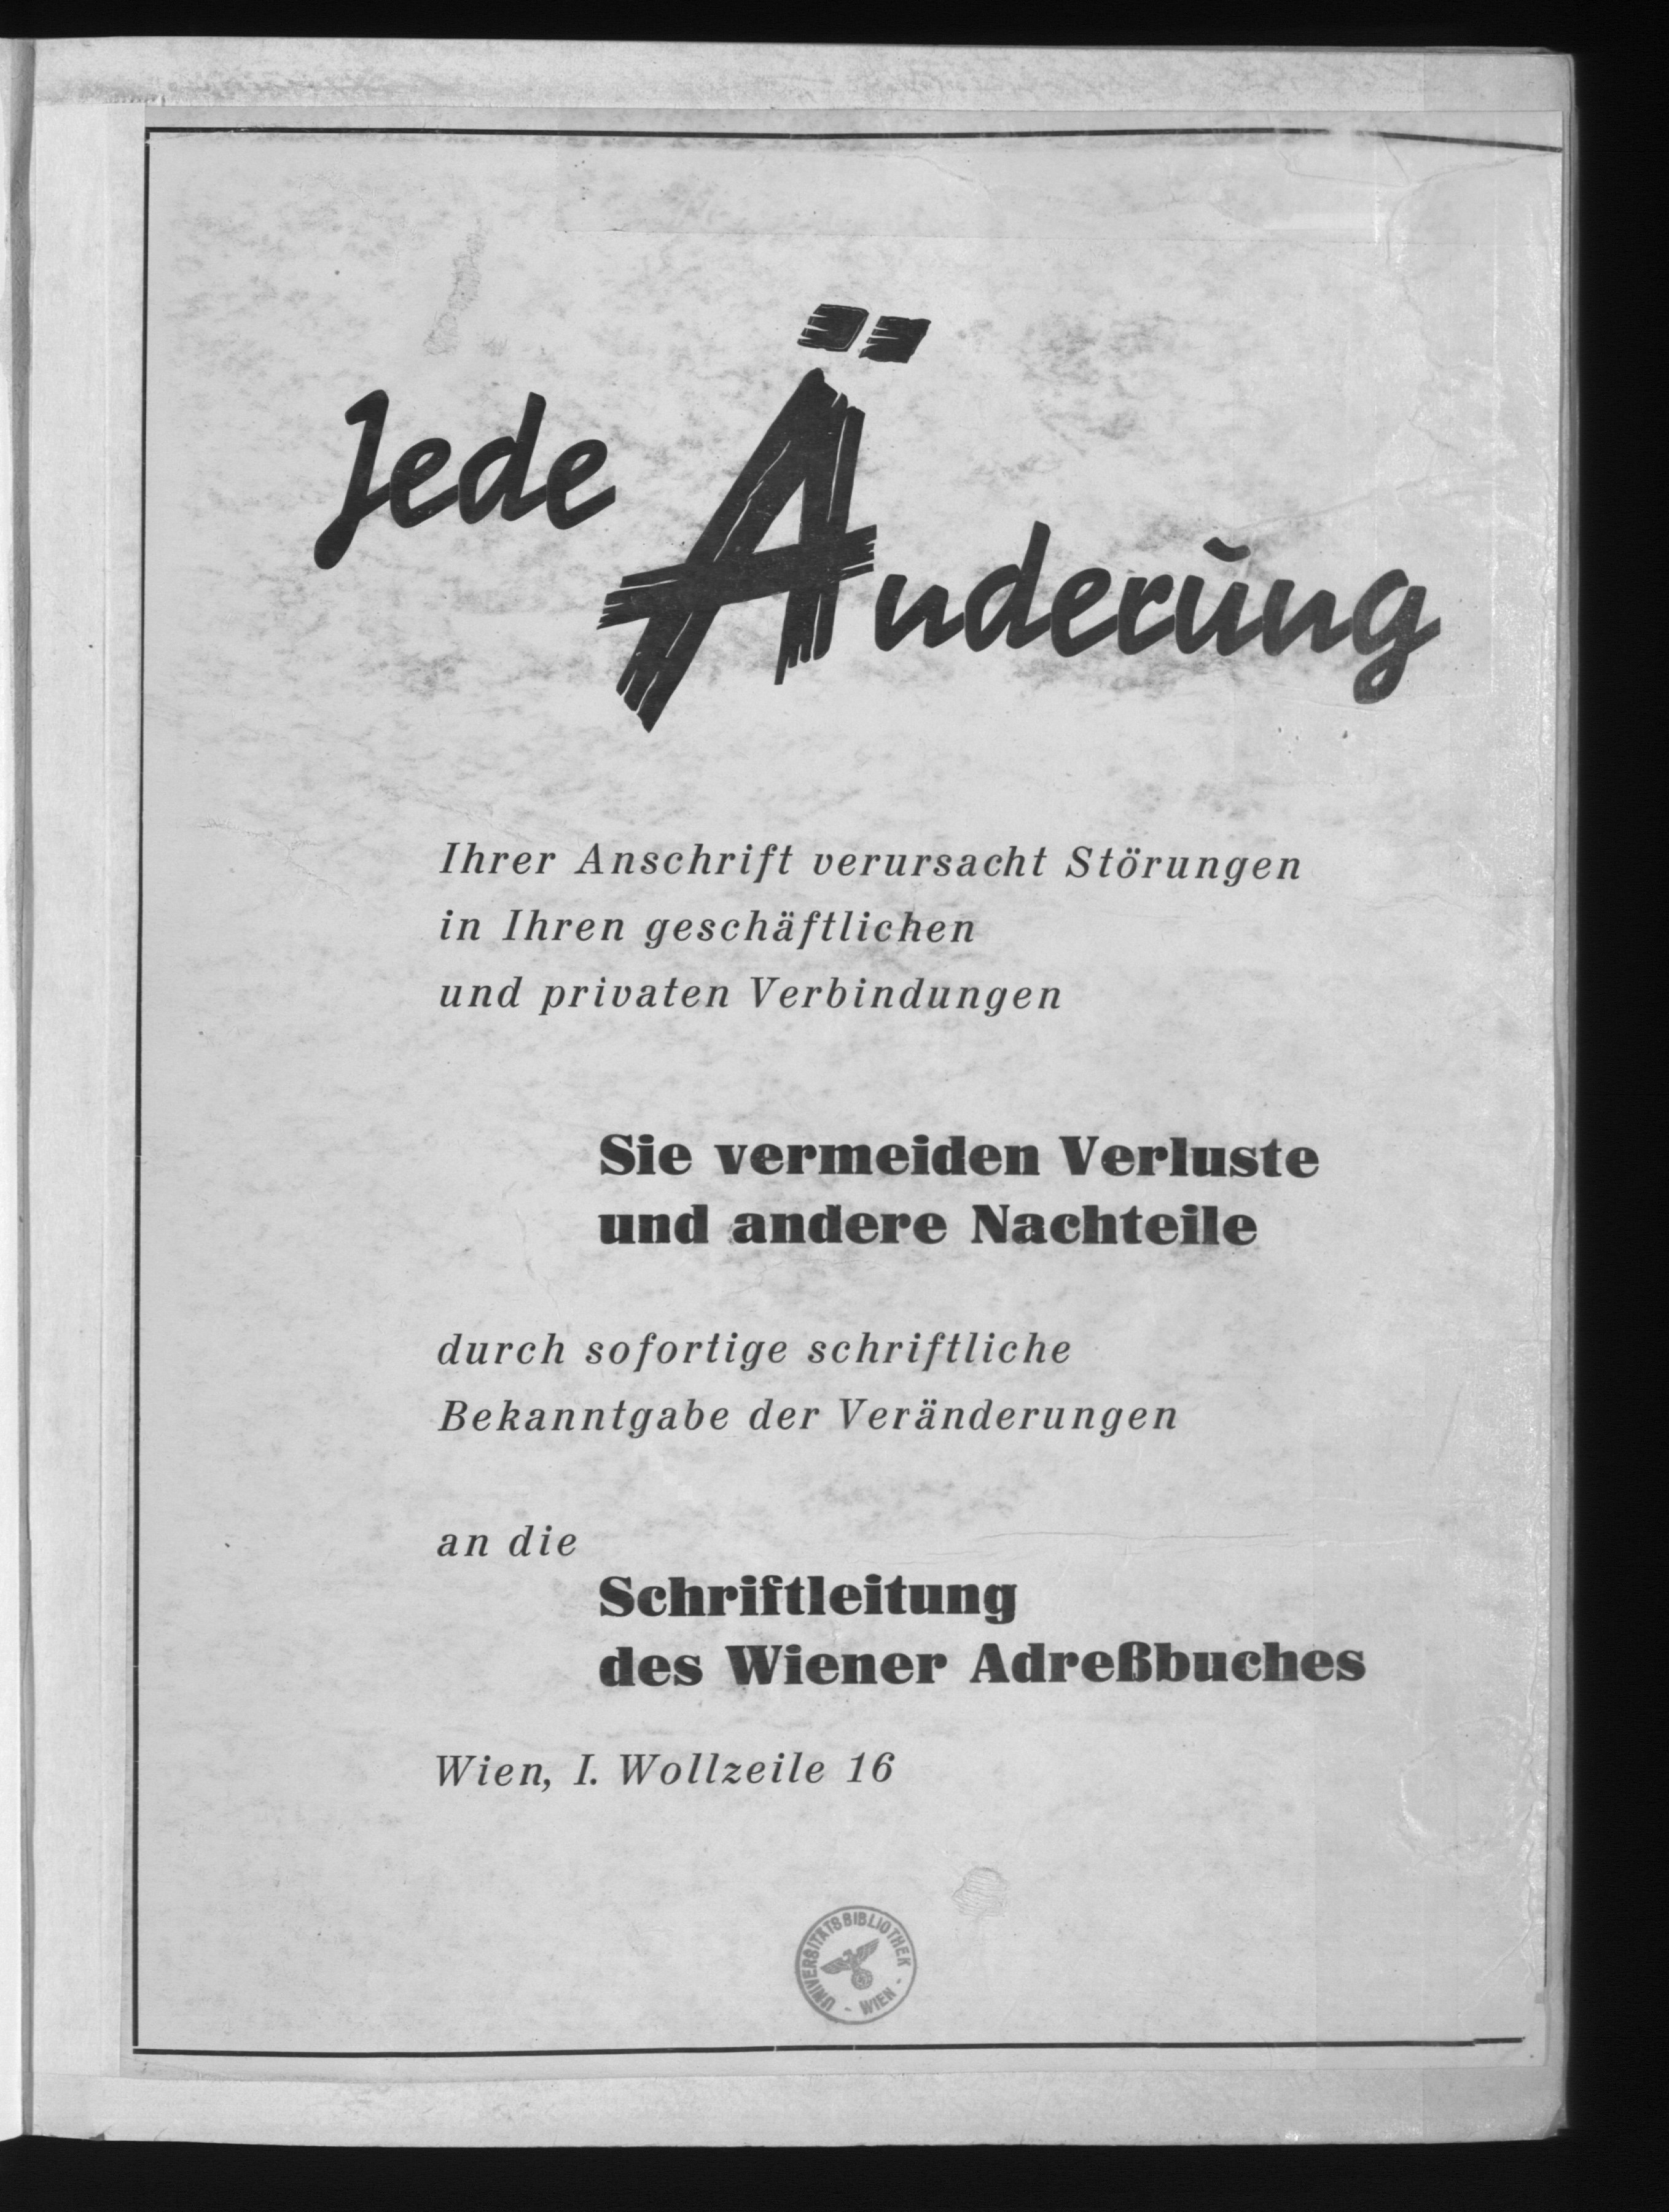 Jede Änderung
Ihrer Anschrift verursacht Störungen
in Ihren geschäftlichen
und privaten Verbindungen
Sie vermeiden Verluste
und andere Nachteile
durch sofortige schriftliche
Bekanntgabe der Veränderungen
an die
Schriftleitung
des Wiener Adreßbuches
Wien, I. Wollzeile 16
UNIVERSITÄTSBIBLIOTHEK
- WIEN -